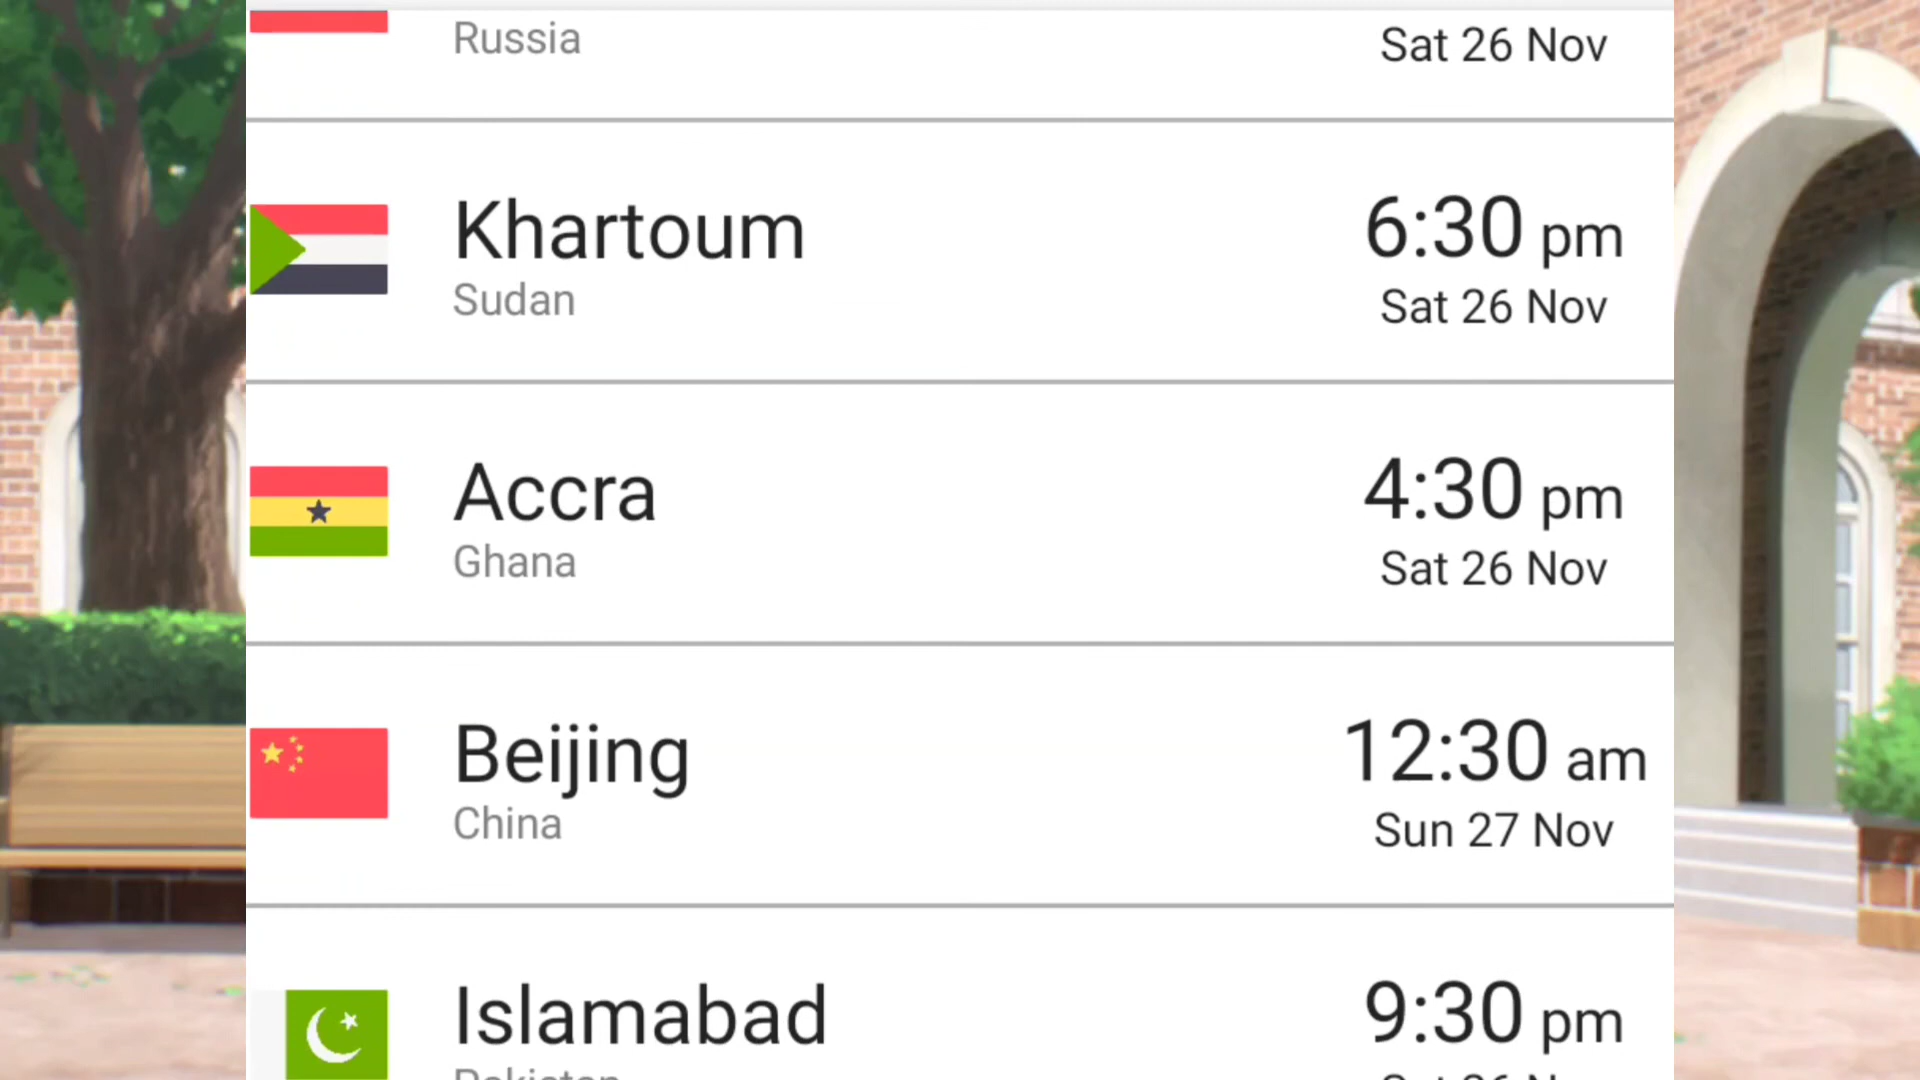 Russia
Sat 26 Nov
Khartoum
6:30 pm
Sudan
Sat 26 Nov
Accra
4:30 pm
Ghana
Sat 26 Nov
Beijing
12:30 am
China
Sun 27 Nov
Islamabad
9:30 pm